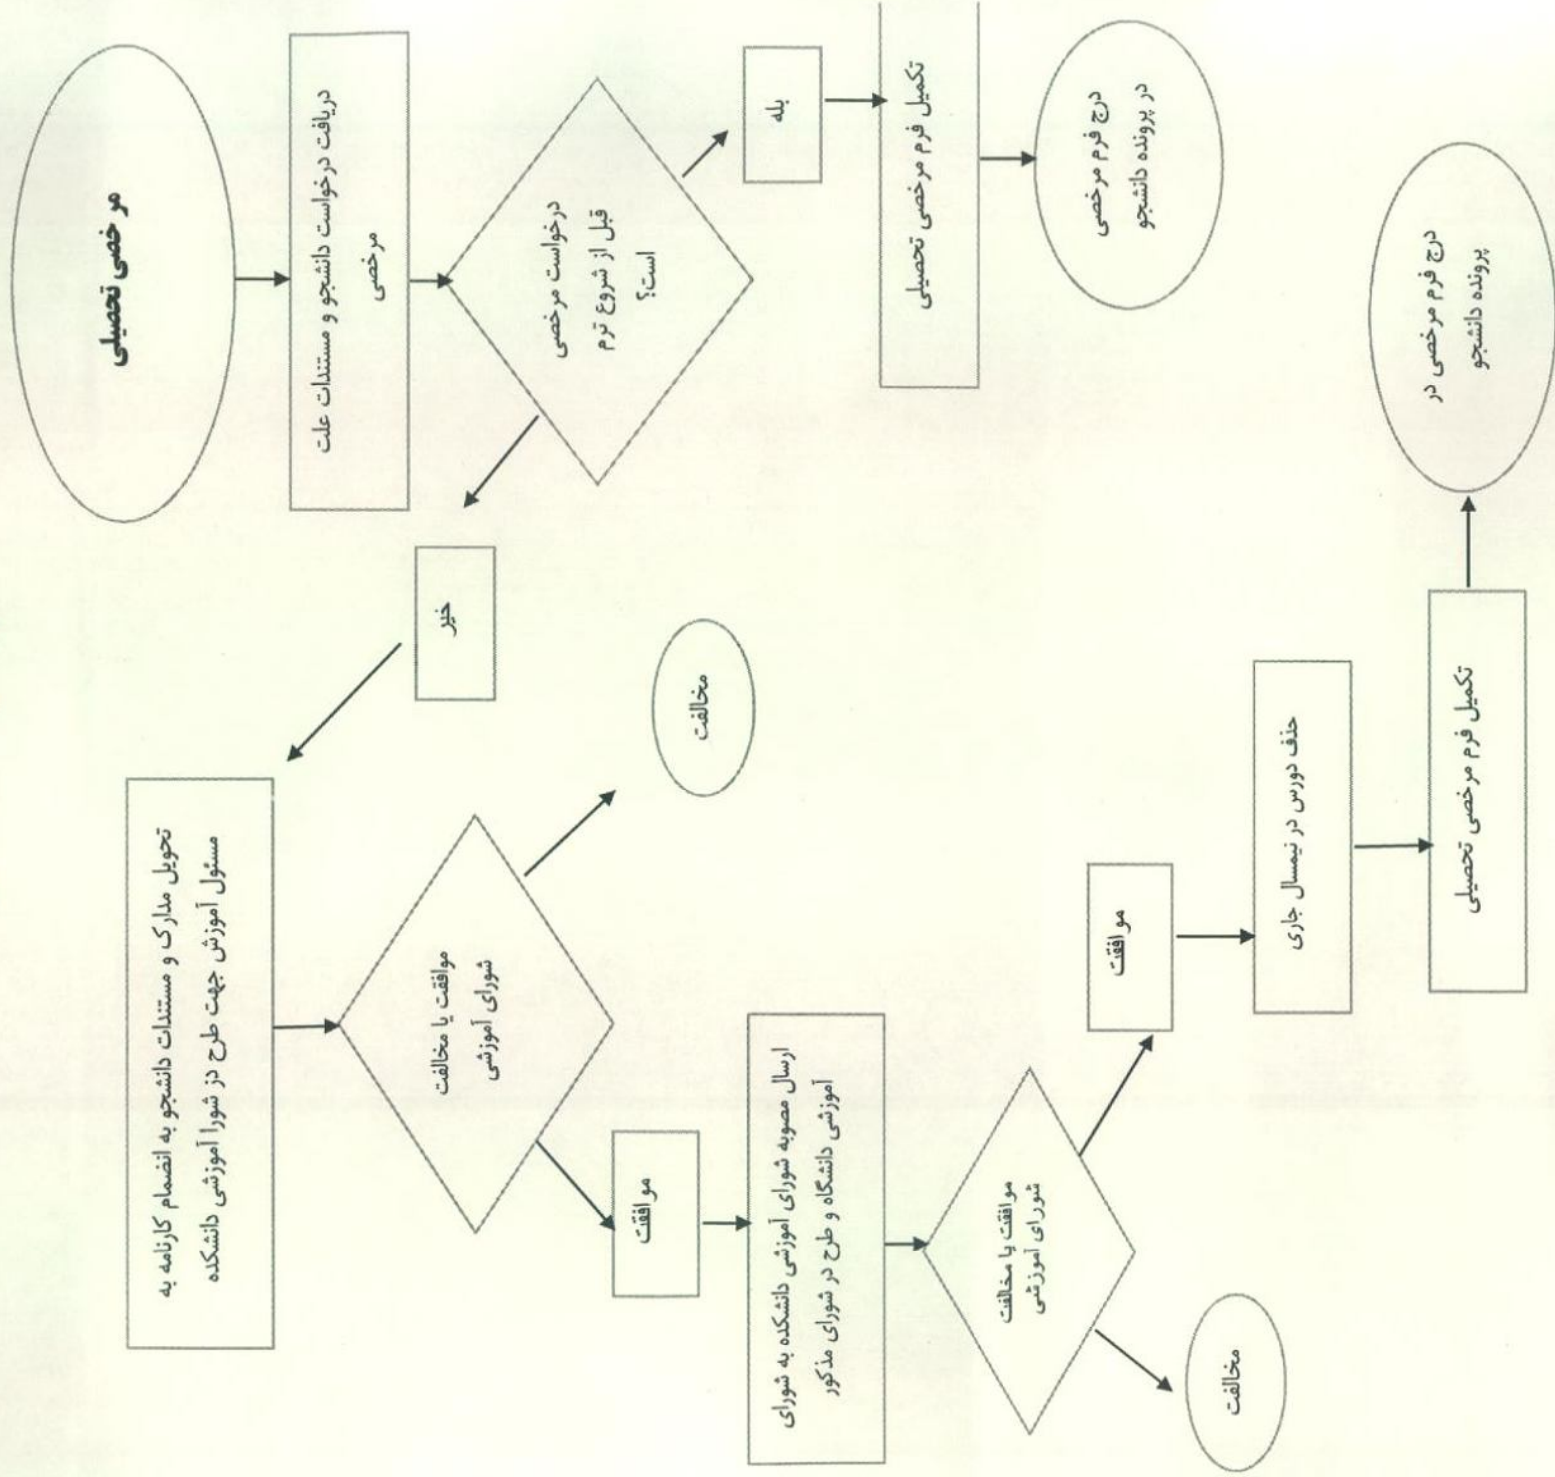 مرخصی تحصیلی
دریافت درخواست دانشجو و مستندات علت
مرخصی
درخواست مرخصی
قبل از شروع ترم
است؟
بله
تکمیل فرم مرخصی تحصیلی
درج فرم مرخصی
در پرونده دانشجو
خیر
تحویل مدارک و مستندات دانشجو به انضمام کارنامه به
مسئول آموزش جهت طرح در شورا آموزشی دانشکده
موافقت یا مخالفت
شورای آموزشی
مخالفت
موافقت
ارسال مصوبه شورای آموزشی دانشکده به شورای
آموزشی دانشگاه و طرح در شورای مذکور
موافقت یا مخالفت
شورای آموزشی
مخالفت
موافقت
حذف دورس در نیمسال جاری
تکمیل فرم مرخصی تحصیلی
درج فرم مرخصی در
پرونده دانشجو